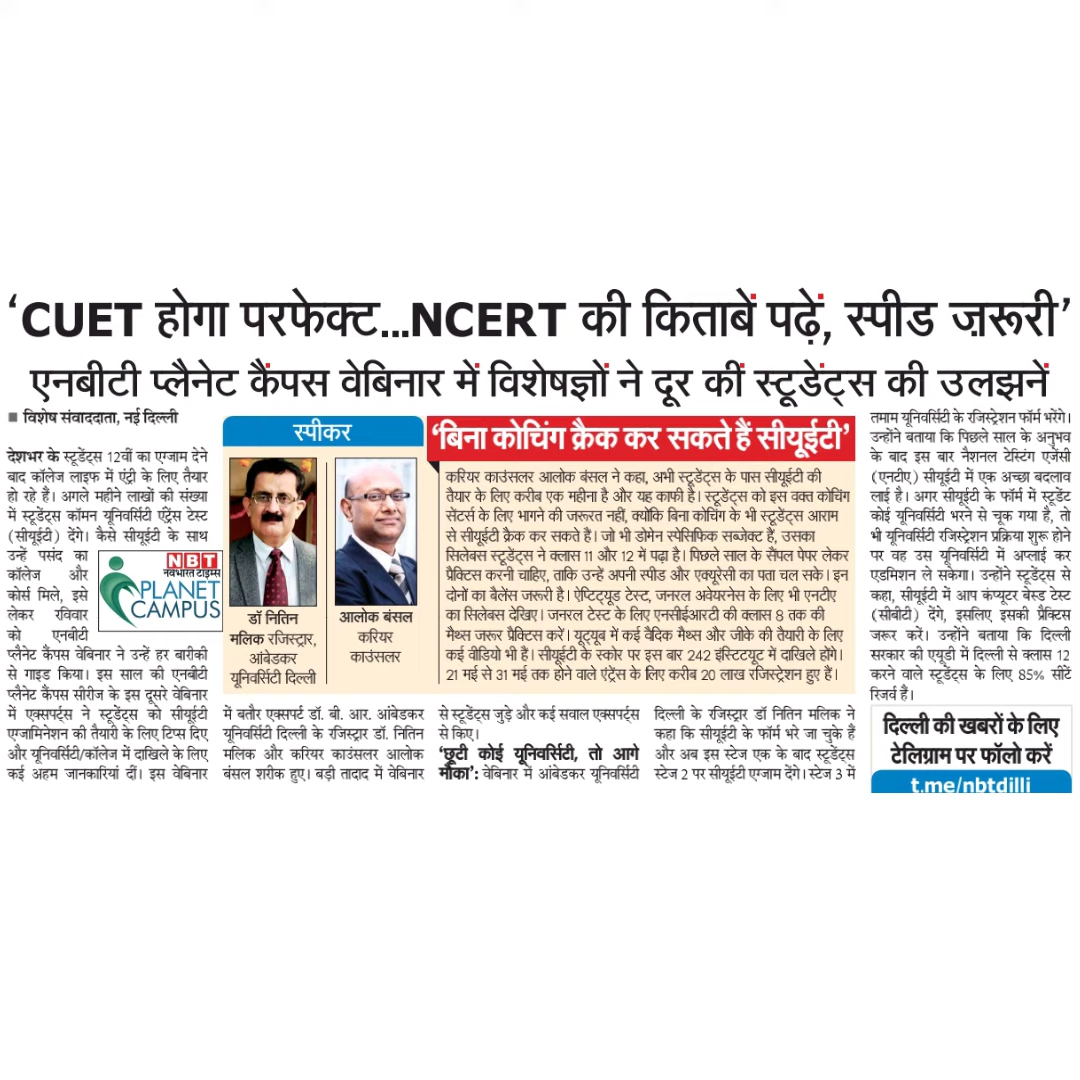 ‘CUET होगा परफेक्ट...NCERT की किताबें पढ़ें, स्पीड ज़रूरी’
एनबीटी प्लैनेट कैंपस वेबिनार में विशेषज्ञों ने दूर कीं स्टूडेंट्स की उलझनें
■ विशेष संवाददाता, नई दिल्ली
देशभर के स्टूडेंट्स 12वीं का एग्जाम देने
बाद कॉलेज लाइफ में एंट्री के लिए तैयार
हो रहे हैं। अगले महीने लाखों की संख्या
में स्टूडेंट्स कॉमन यूनिवर्सिटी एंट्रेंस टेस्ट
(सीयूईटी) देंगे। कैसे सीयूईटी के साथ
उन्हें पसंद का
कॉलेज और
कोर्स मिले, इसे
लेकर रविवार
को एनबीटी
प्लैनेट कैंपस वेबिनार ने उन्हें हर बारीकी
से गाइड किया। इस साल की एनबीटी
प्लैनेट कैंपस सीरीज के इस दूसरे वेबिनार
में एक्सपर्ट्स ने स्टूडेंट्स को सीयूईटी
एग्जामिनेशन की तैयारी के लिए टिप्स दिए
और यूनिवर्सिटी/कॉलेज में दाखिले के लिए
कई अहम जानकारियां दीं। इस वेबिनार
NBT
नवभारत टाइम्स
PLANET
CAMPUS
स्पीकर
डॉ नितिन
मलिक रजिस्ट्रार,
आंबेडकर
यूनिवर्सिटी दिल्ली
आलोक बंसल
करियर
काउंसलर
‘बिना कोचिंग क्रैक कर सकते हैं सीयूईटी’
करियर काउंसलर आलोक बंसल ने कहा, अभी स्टूडेंट्स के पास सीयूईटी की
तैयार के लिए करीब एक महीना है और यह काफी है। स्टूडेंट्स को इस वक्त कोचिंग
सेंटर्स के लिए भागने की जरूरत नहीं, क्योंकि बिना कोचिंग के भी स्टूडेंट्स आराम
से सीयूईटी क्रैक कर सकते हैं। जो भी डोमेन स्पेसिफिक सब्जेक्ट हैं, उसका
सिलेबस स्टूडेंट्स ने क्लास 11 और 12 में पढ़ा है। पिछले साल के सैंपल पेपर लेकर
प्रैक्टिस करनी चाहिए, ताकि उन्हें अपनी स्पीड और एक्यूरेसी का पता चल सके। इन
दोनों का बैलेंस जरूरी है। ऐप्टिट्यूड टेस्ट, जनरल अवेयरनेस के लिए भी एनटीए
का सिलेबस देखिए। जनरल टेस्ट के लिए एनसीईआरटी की क्लास 8 तक की
मैथ्स जरूर प्रैक्टिस करें। यूट्यूब में कई वैदिक मैथ्स और जीके की तैयारी के लिए
कई वीडियो भी हैं। सीयूईटी के स्कोर पर इस बार 242 इंस्टिटयूट में दाखिले होंगे।
21 मई से 31 मई तक होने वाले एंट्रेंस के लिए करीब 20 लाख रजिस्ट्रेशन हुए हैं।
में बतौर एक्सपर्ट डॉ. बी. आर. आंबेडकर
यूनिवर्सिटी दिल्ली के रजिस्ट्रार डॉ. नितिन
मलिक और करियर काउंसलर आलोक
बंसल शरीक हुए। बड़ी तादाद में वेबिनार
से स्टूडेंट्स जुड़े और कई सवाल एक्सपर्ट्स
से किए।
‘छूटी कोई यूनिवर्सिटी, तो आगे
मौका’: वेबिनार में आंबेडकर यूनिवर्सिटी
दिल्ली के रजिस्ट्रार डॉ नितिन मलिक ने
कहा कि सीयूईटी के फॉर्म भरे जा चुके हैं
और अब इस स्टेज एक के बाद स्टूडेंट्स
स्टेज 2 पर सीयूईटी एग्जाम देंगे। स्टेज 3 में
तमाम यूनिवर्सिटी के रजिस्ट्रेशन फॉर्म भरेंगे।
उन्होंने बताया कि पिछले साल के अनुभव
के बाद इस बार नैशनल टेस्टिंग एजेंसी
(एनटीए) सीयूईटी में एक अच्छा बदलाव
लाई है। अगर सीयूईटी के फॉर्म में स्टूडेंट
कोई यूनिवर्सिटी भरने से चूक गया है, तो
भी यूनिवर्सिटी रजिस्ट्रेशन प्रक्रिया शुरू होने
पर वह उस यूनिवर्सिटी में अप्लाई कर
एडमिशन ले सकेगा। उन्होंने स्टूडेंट्स से
कहा, सीयूईटी में आप कंप्यूटर बेस्ड टेस्ट
(सीबीटी) देंगे, इसलिए इसकी प्रैक्टिस
जरूर करें। उन्होंने बताया कि दिल्ली
सरकार की एयूडी में दिल्ली से क्लास 12
करने वाले स्टूडेंट्स के लिए 85% सीटें
रिजर्व हैं।
दिल्ली की खबरों के लिए
टेलिग्राम पर फॉलो करें
t.me/nbtdilli